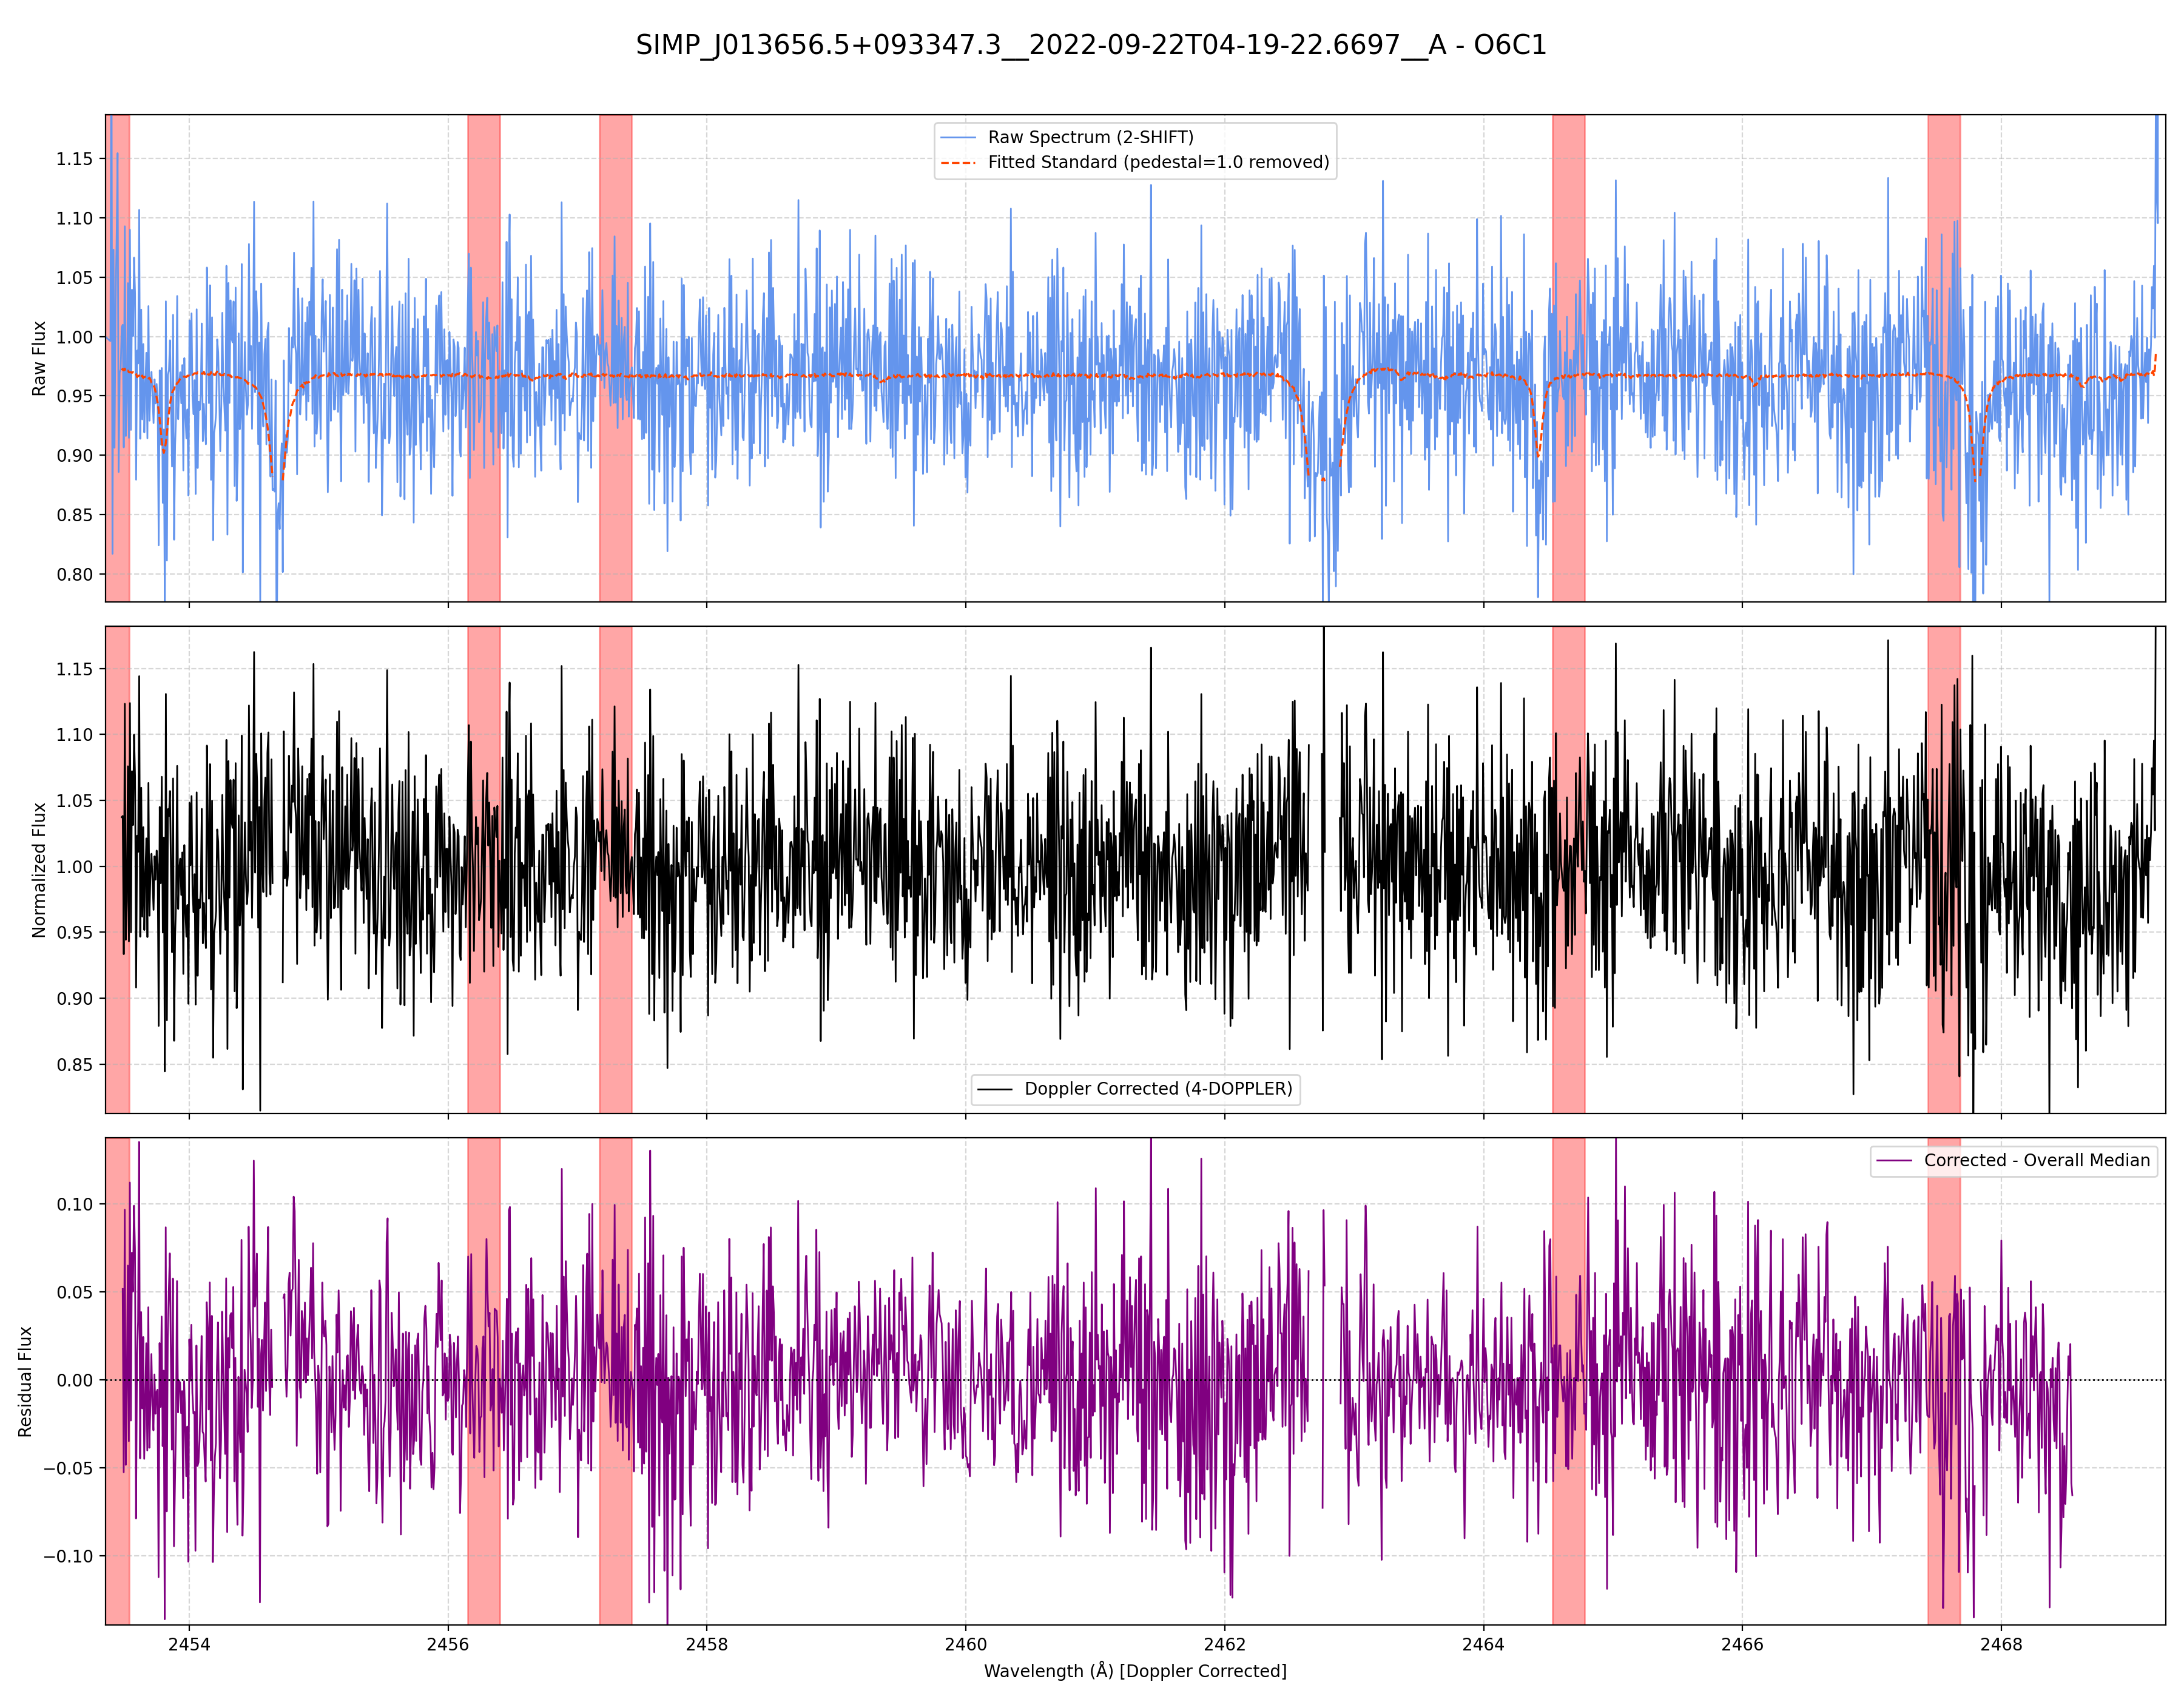 SIMP_J013656.5+093347.3__2022-09-22T04-19-22.6697__A - O6C1
Raw Spectrum (2-SHIFT)
Fitted Standard (pedestal=1.0 removed)
Raw Flux
1.15
1.10
1.05
1.00
0.95
0.90
0.85
0.80
Normalized Flux
1.15
1.10
1.05
1.00
0.95
0.90
0.85
Doppler Corrected (4-DOPPLER)
Corrected - Overall Median
Residual Flux
0.10
0.05
0.00
−0.05
−0.10
2454 2456 2458 2460 2462 2464 2466 2468
Wavelength (Å) [Doppler Corrected]